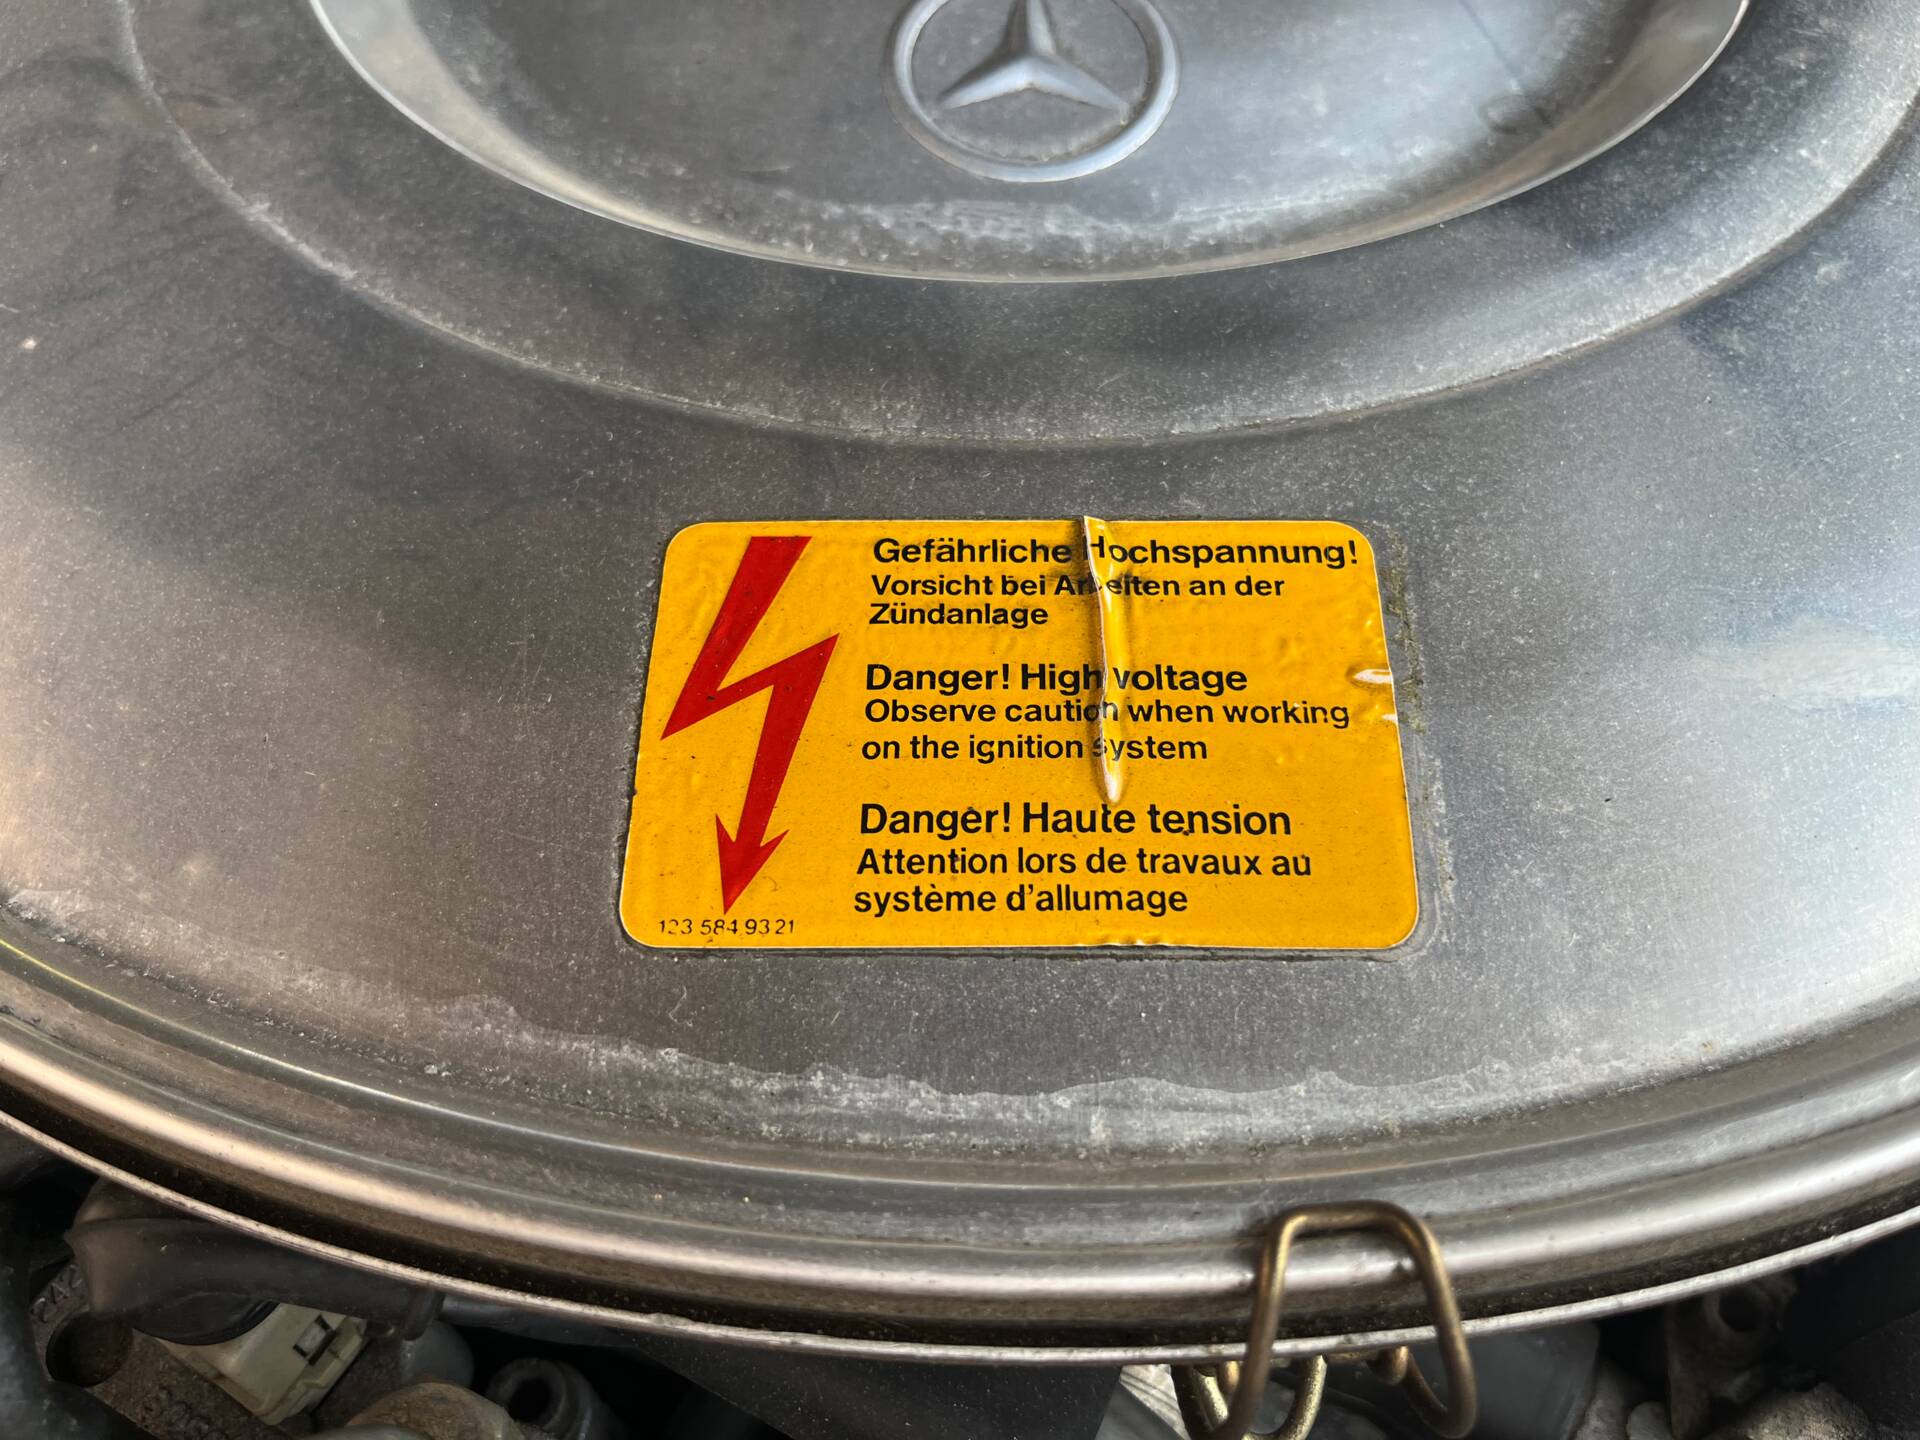 Gefährliche Hochspannung!
Vorsicht bei Arbeiten an der
Zündanlage
Danger! High voltage
Observe caution when working
on the ignition system
Danger! Haute tension
Attention lors de travaux au
système d'allumage
123 584 93 21